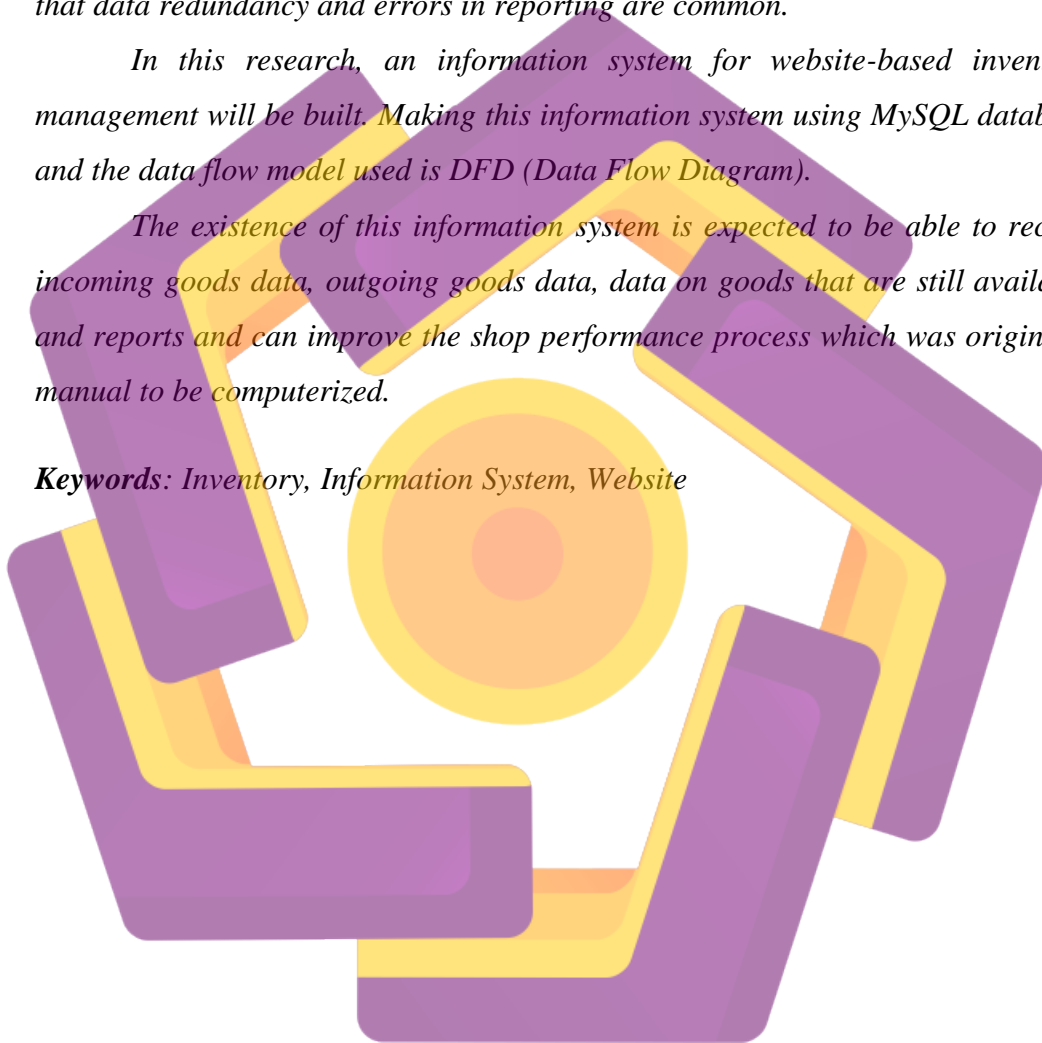 that data redundancy and errors in reporting are common.
In this research, an information system for website-based inven
management will be built. Making this information system using MySQL datab
and the data flow model used is DFD (Data Flow Diagram).
The existence of this information system is expected to be able to rec
incoming goods data, outgoing goods data, data on goods that are still availa
and reports and can improve the shop performance process which was origin
manual to be computerized.
Keywords: Inventory, Information System, Website